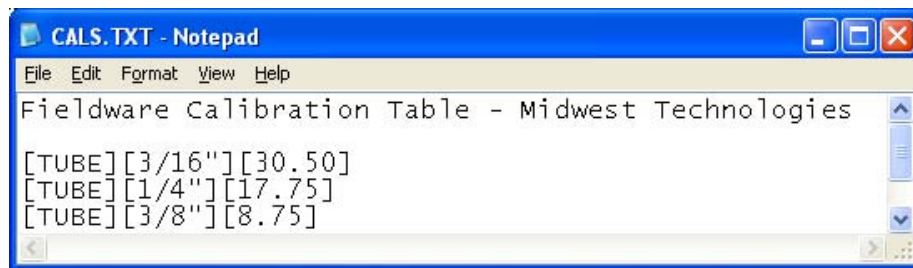 CALS.TXT - Notepad
File Edit Format View Help
Fieldware Calibration Table - Midwest Technologies
[TUBE][3/16"][30.50]
[TUBE][1/4"][17.75]
[TUBE][3/8"][8.75]